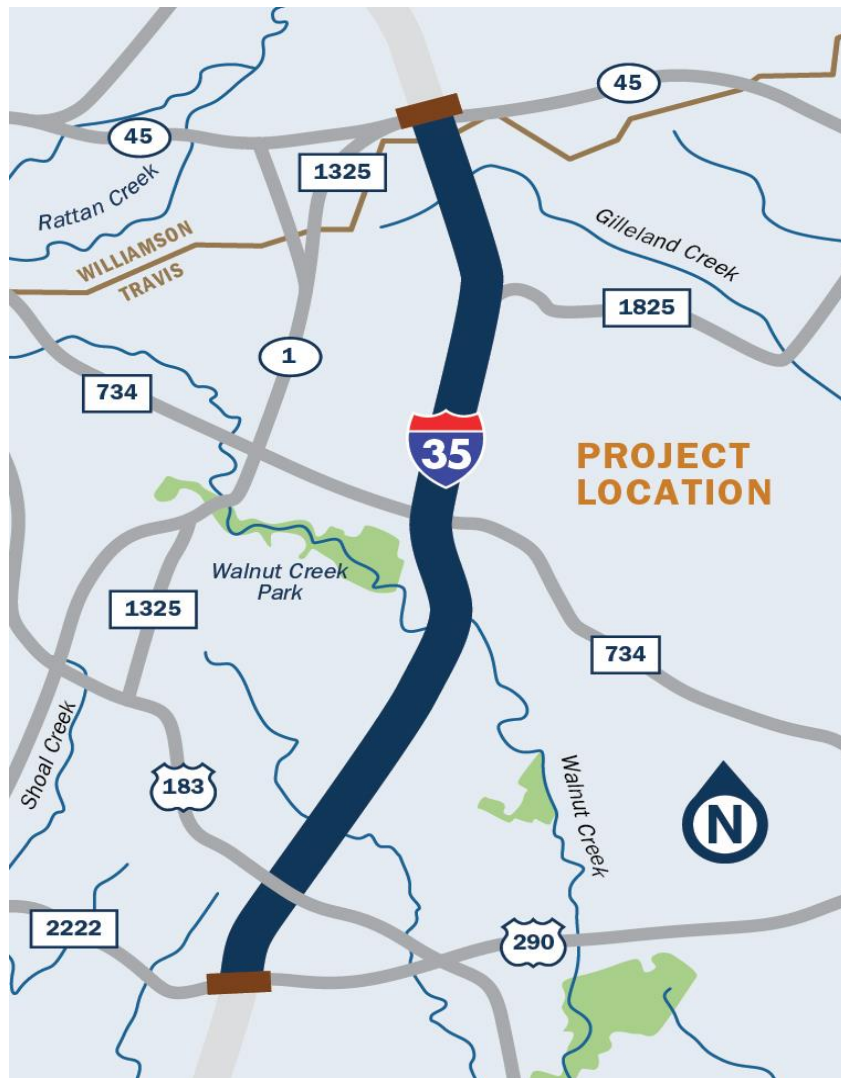 45
45
1325
Rattan Creek
Gilleland Creek
WILLIAMSON
TRAVIS
1825
1
734
35
PROJECT
LOCATION
Walnut Creek
Park
1325
734
Shoal Creek
183
Walnut Creek
N
2222
290